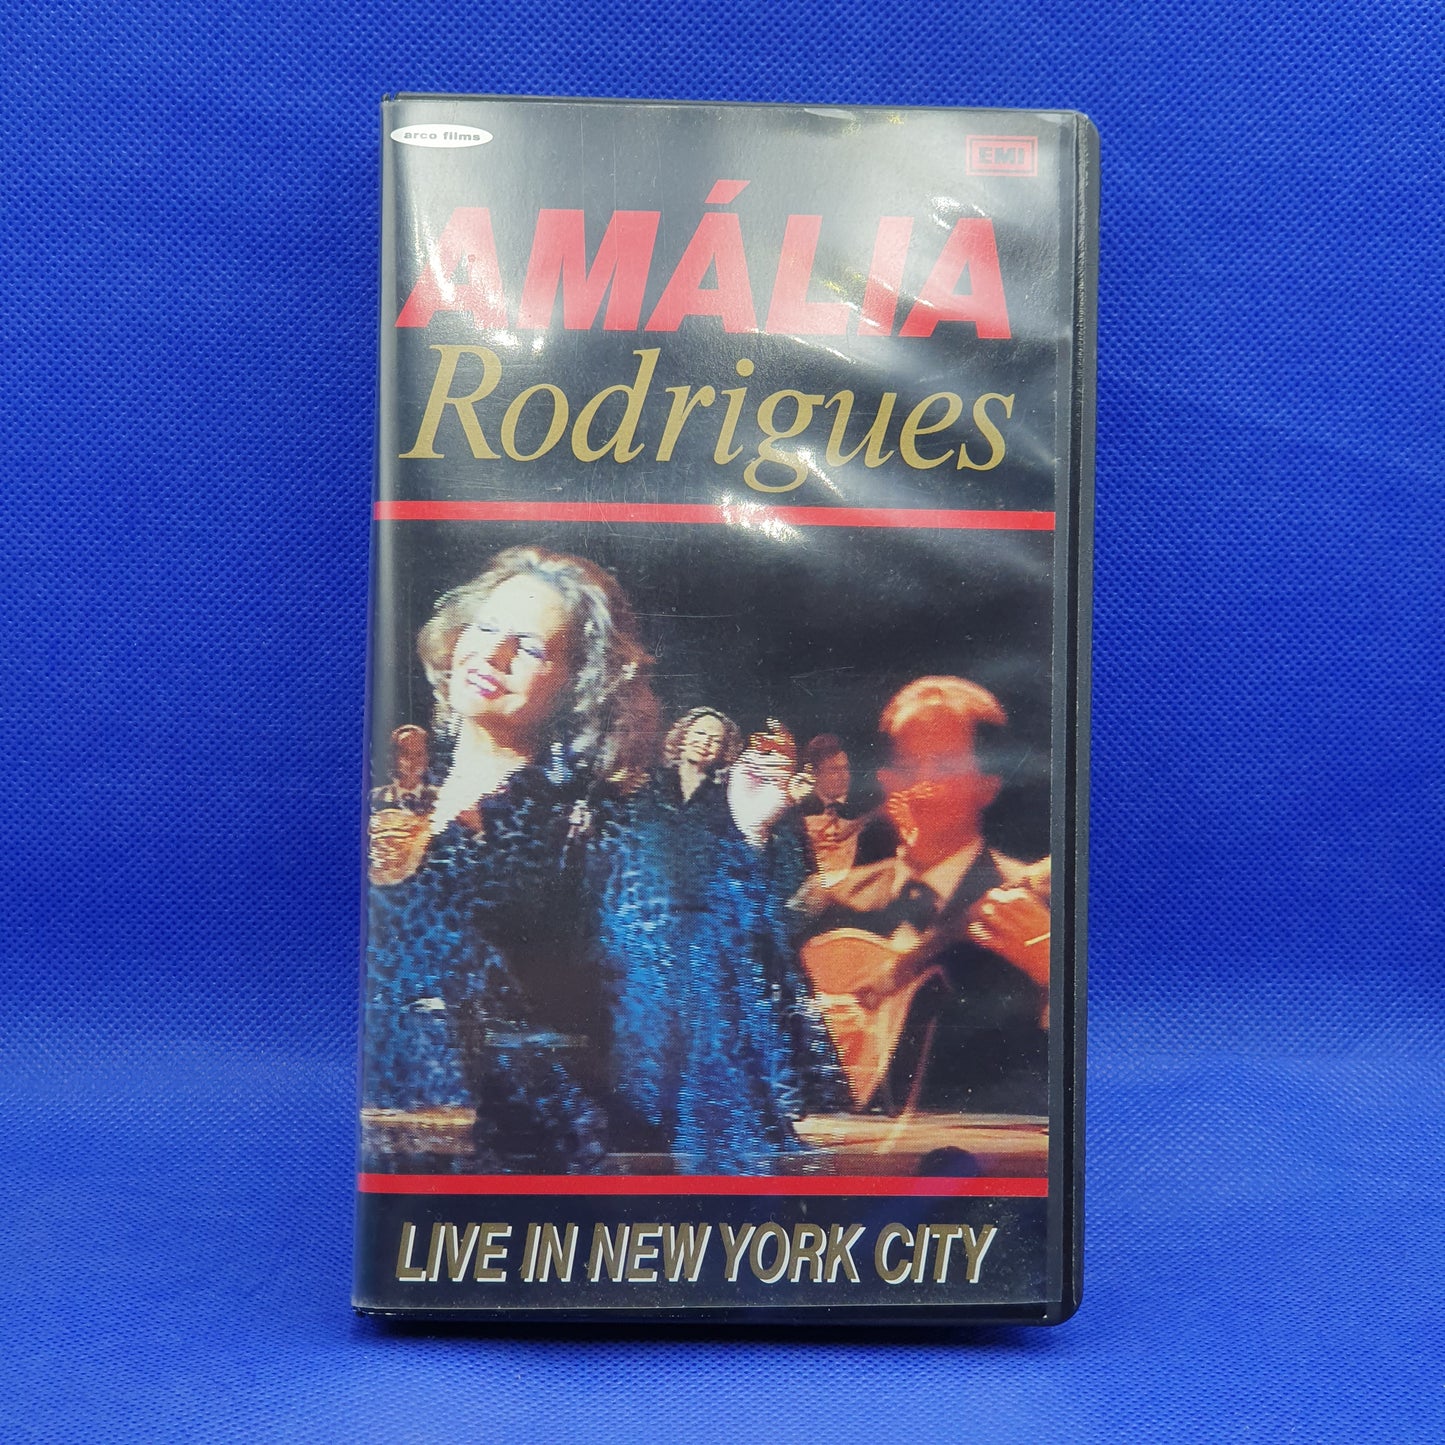 arco films
EMI
AMÁLIA
Rodrigues
LIVE IN NEW YORK CITY